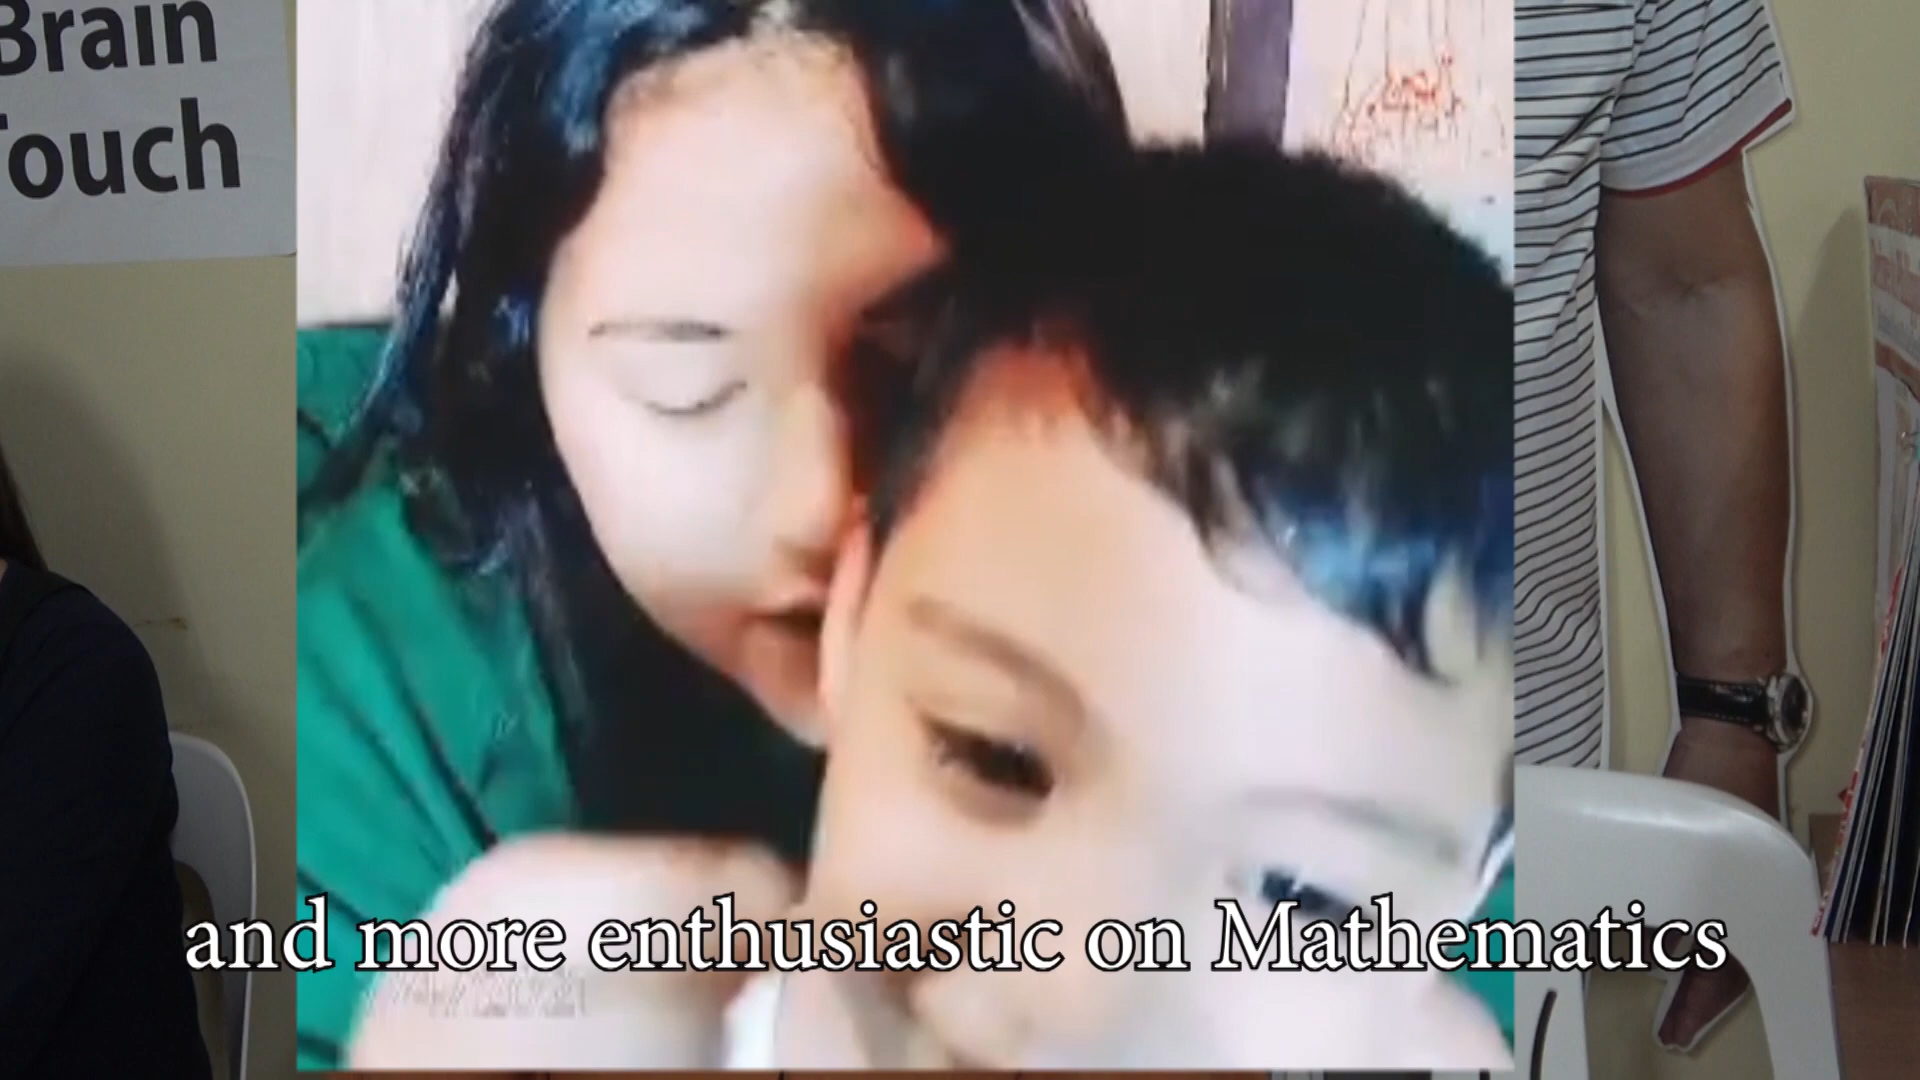 Brain
Touch
and more enthusiastic on Mathematics